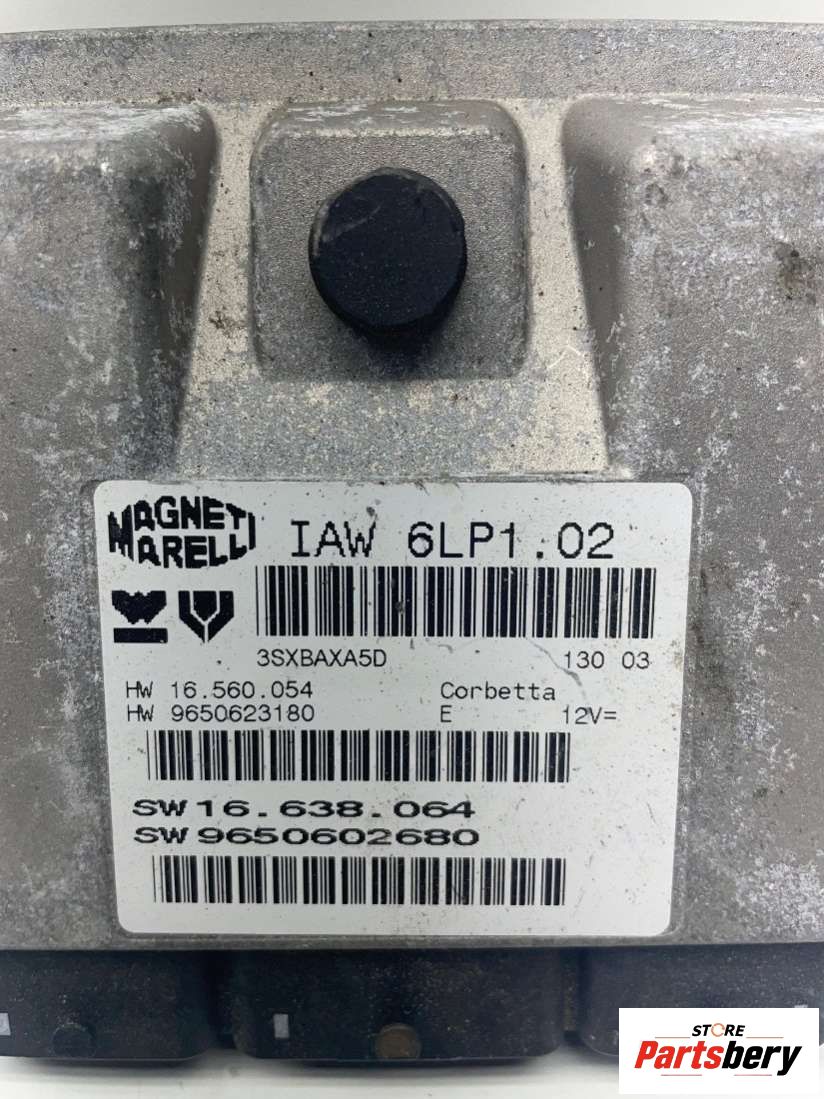 MAGNETI
MARELLI
IAW 6LP1.02
3SXBAXA5D 130 03
HW 16.560.054 Corbetta
HW 9650623180 E 12V=
SW 16.638.064
SW 9650602680
STORE
Partsbery